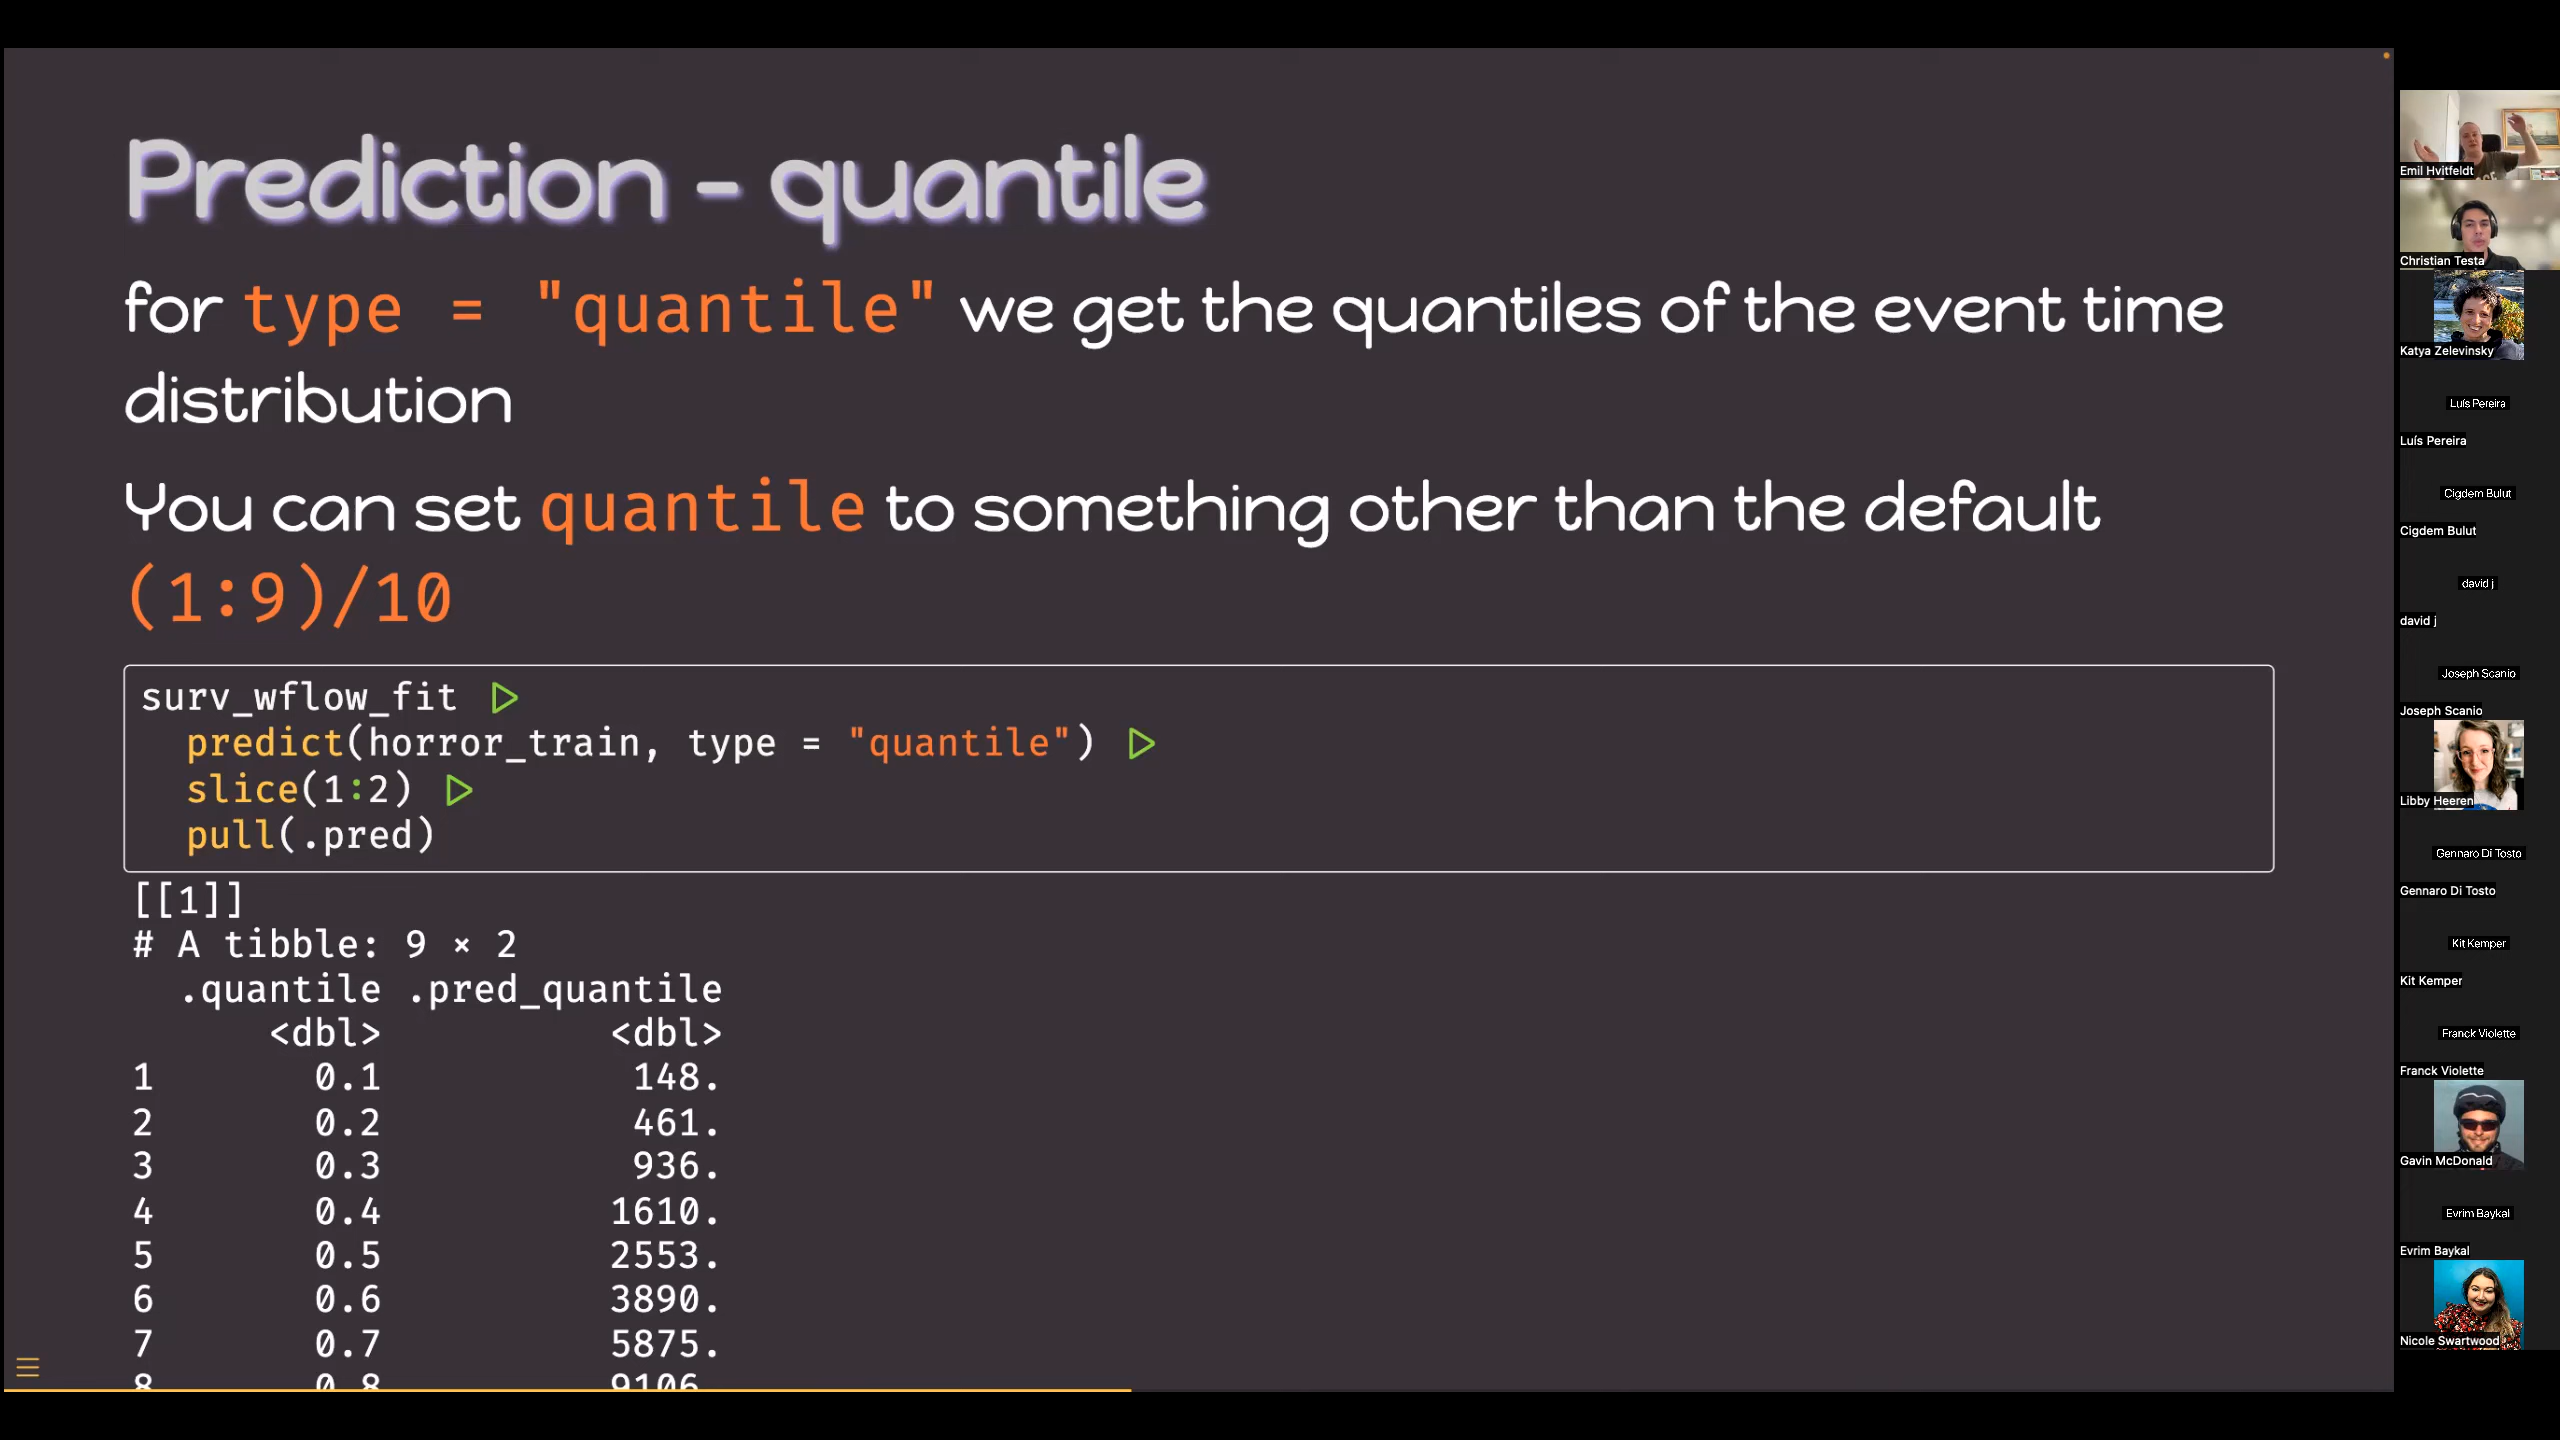 Prediction - quantile
for type = "quantile" we get the quantiles of the event time
distribution
You can set quantile to something other than the default
(1:9)/10
surv_wflow_fit ▷
predict(horror_train, type = "quantile") ▷
slice(1:2) ▷
pull(.pred)
[[1]]
# A tibble: 9 × 2
.quantile .pred_quantile
<dbl> <dbl>
1 0.1 148.
2 0.2 461.
3 0.3 936.
4 0.4 1610.
5 0.5 2553.
6 0.6 3890.
7 0.7 5875.
8 0.8 9106.
Emil Hvitfeldt
Christian Testa
Katya Zelevinsky
Luís Pereira
Luís Pereira
Cigdem Bulut
Cigdem Bulut
david j
david j
Joseph Scanio
Joseph Scanio
Libby Heeren
Gennaro Di Tosto
Gennaro Di Tosto
Kit Kemper
Kit Kemper
Franck Violette
Franck Violette
Gavin McDonald
Evrim Baykal
Evrim Baykal
Nicole Swartwood